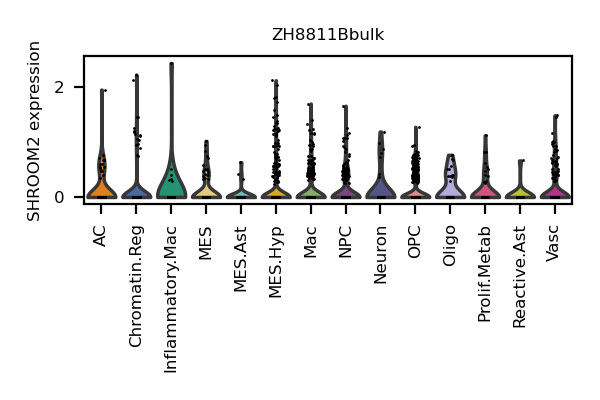 ZH8811Bbulk
SHROOM2 expression
2
0
AC
Chromatin.Reg
Inflammatory.Mac
MES
MES.Ast
MES.Hyp
Mac
NPC
Neuron
OPC
Oligo
Prolif.Metab
Reactive.Ast
Vasc